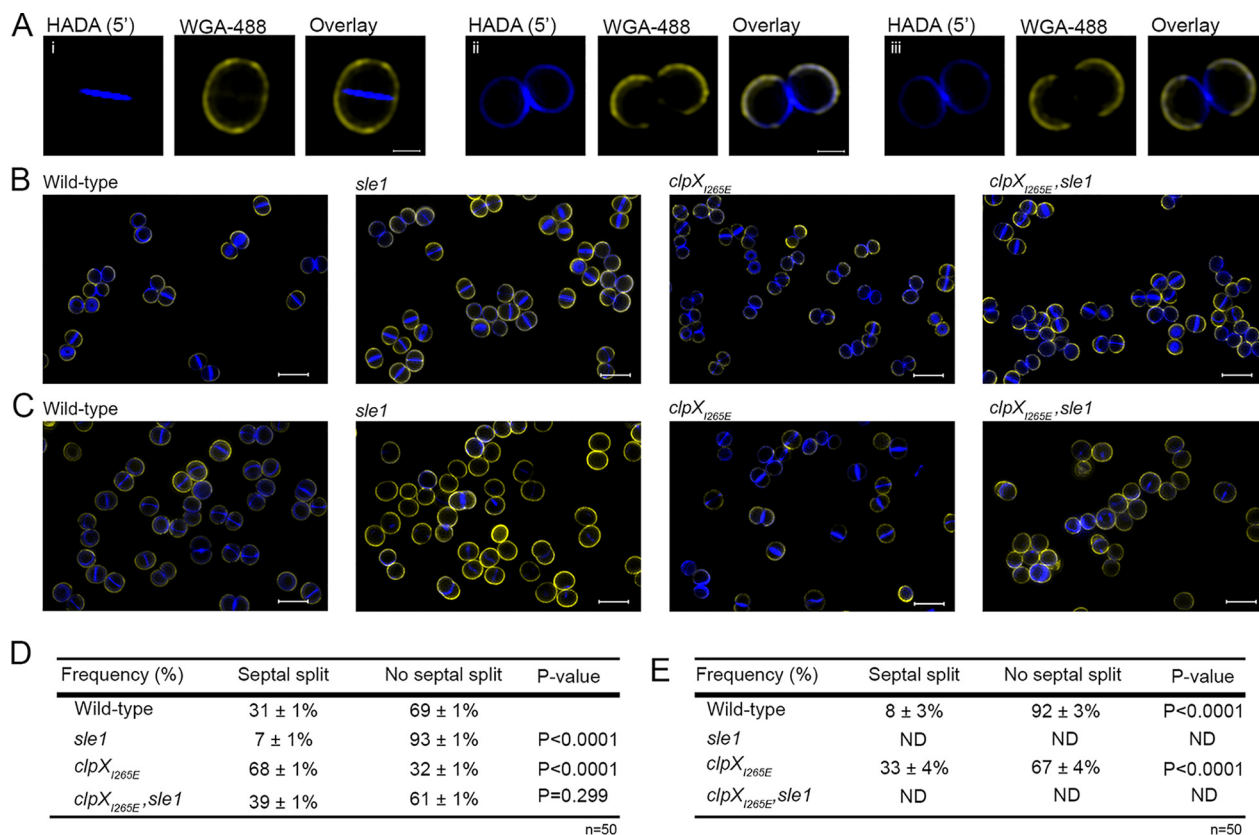 A
HADA (5') WGA-488 Overlay HADA (5') WGA-488 Overlay HADA (5') WGA-488 Overlay
i ii iii
B
Wild-type sle1 clpX_I265E clpX_I265E,sle1
C
Wild-type sle1 clpX_I265E clpX_I265E,sle1
D
Frequency (%) Septal split No septal split P-value
Wild-type 31 ± 1% 69 ± 1%
sle1 7 ± 1% 93 ± 1% P<0.0001
clpX_I265E 68 ± 1% 32 ± 1% P<0.0001
clpX_I265E,sle1 39 ± 1% 61 ± 1% P=0.299
n=50
E
Frequency (%) Septal split No septal split P-value
Wild-type 8 ± 3% 92 ± 3% P<0.0001
sle1 ND ND ND
clpX_I265E 33 ± 4% 67 ± 4% P<0.0001
clpX_I265E,sle1 ND ND ND
n=50